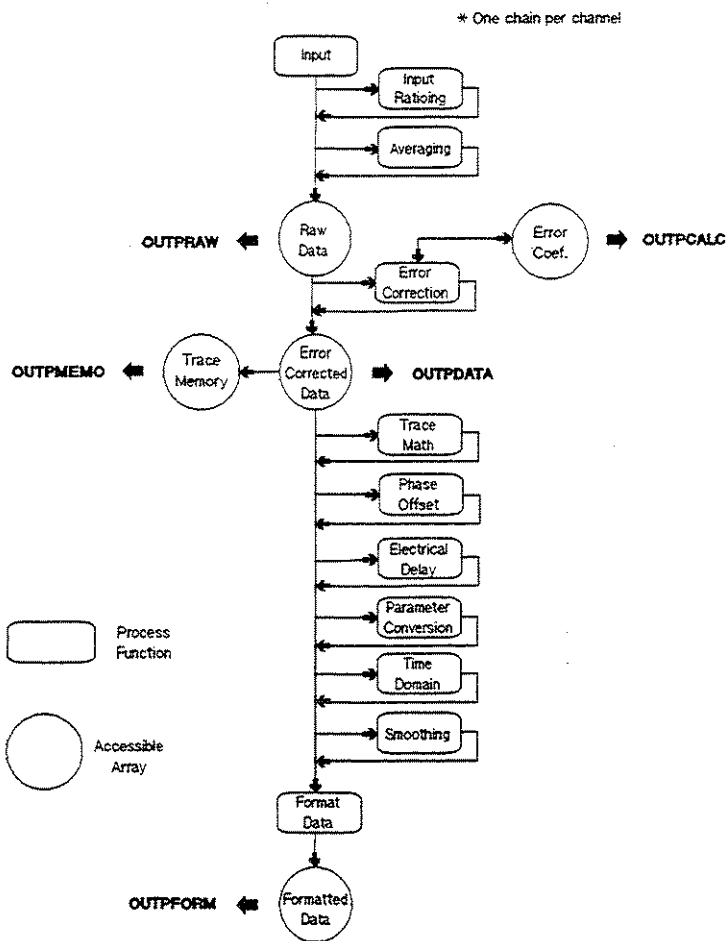 * One chain per channel
Input
Input
Ratioing
Averaging
OUTPRAW
Raw
Data
Error
Coef.
OUTPCALC
Error
Correction
OUTPMEMO
Trace
Memory
Error
Corrected
Data
OUTPDATA
Trace
Math
Phase
Offset
Electrical
Delay
Process
Function
Parameter
Conversion
Time
Domain
Accessible
Array
Smoothing
Format
Data
OUTPFORM
Formatted
Data